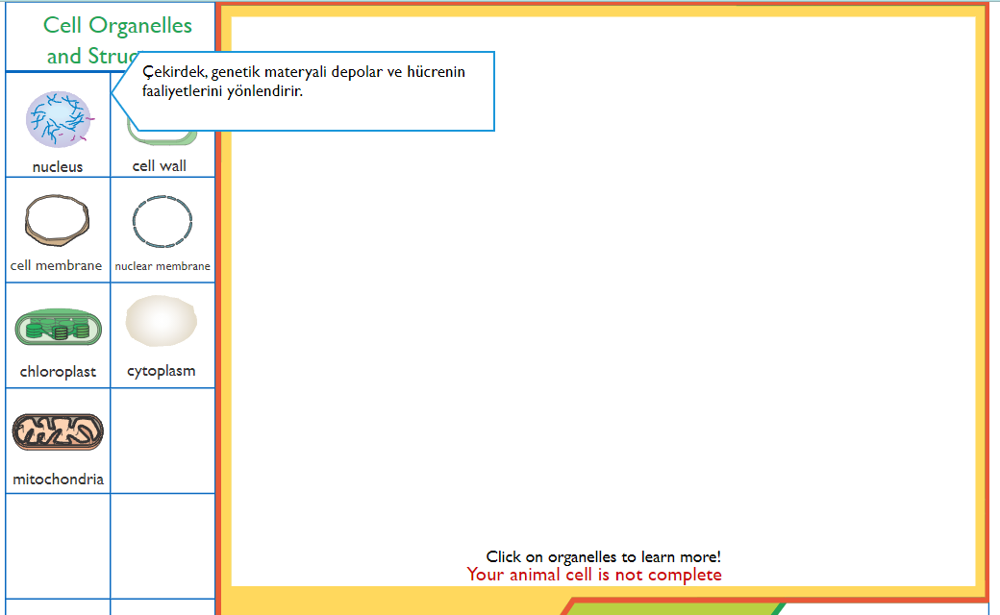 Cell Organelles
and Struc
Çekirdek, genetik materyali depolar ve hücrenin
faaliyetlerini yönlendirir.
nucleus
cell wall
cell membrane
nuclear membrane
chloroplast
cytoplasm
mitochondria
Click on organelles to learn more!
Your animal cell is not complete